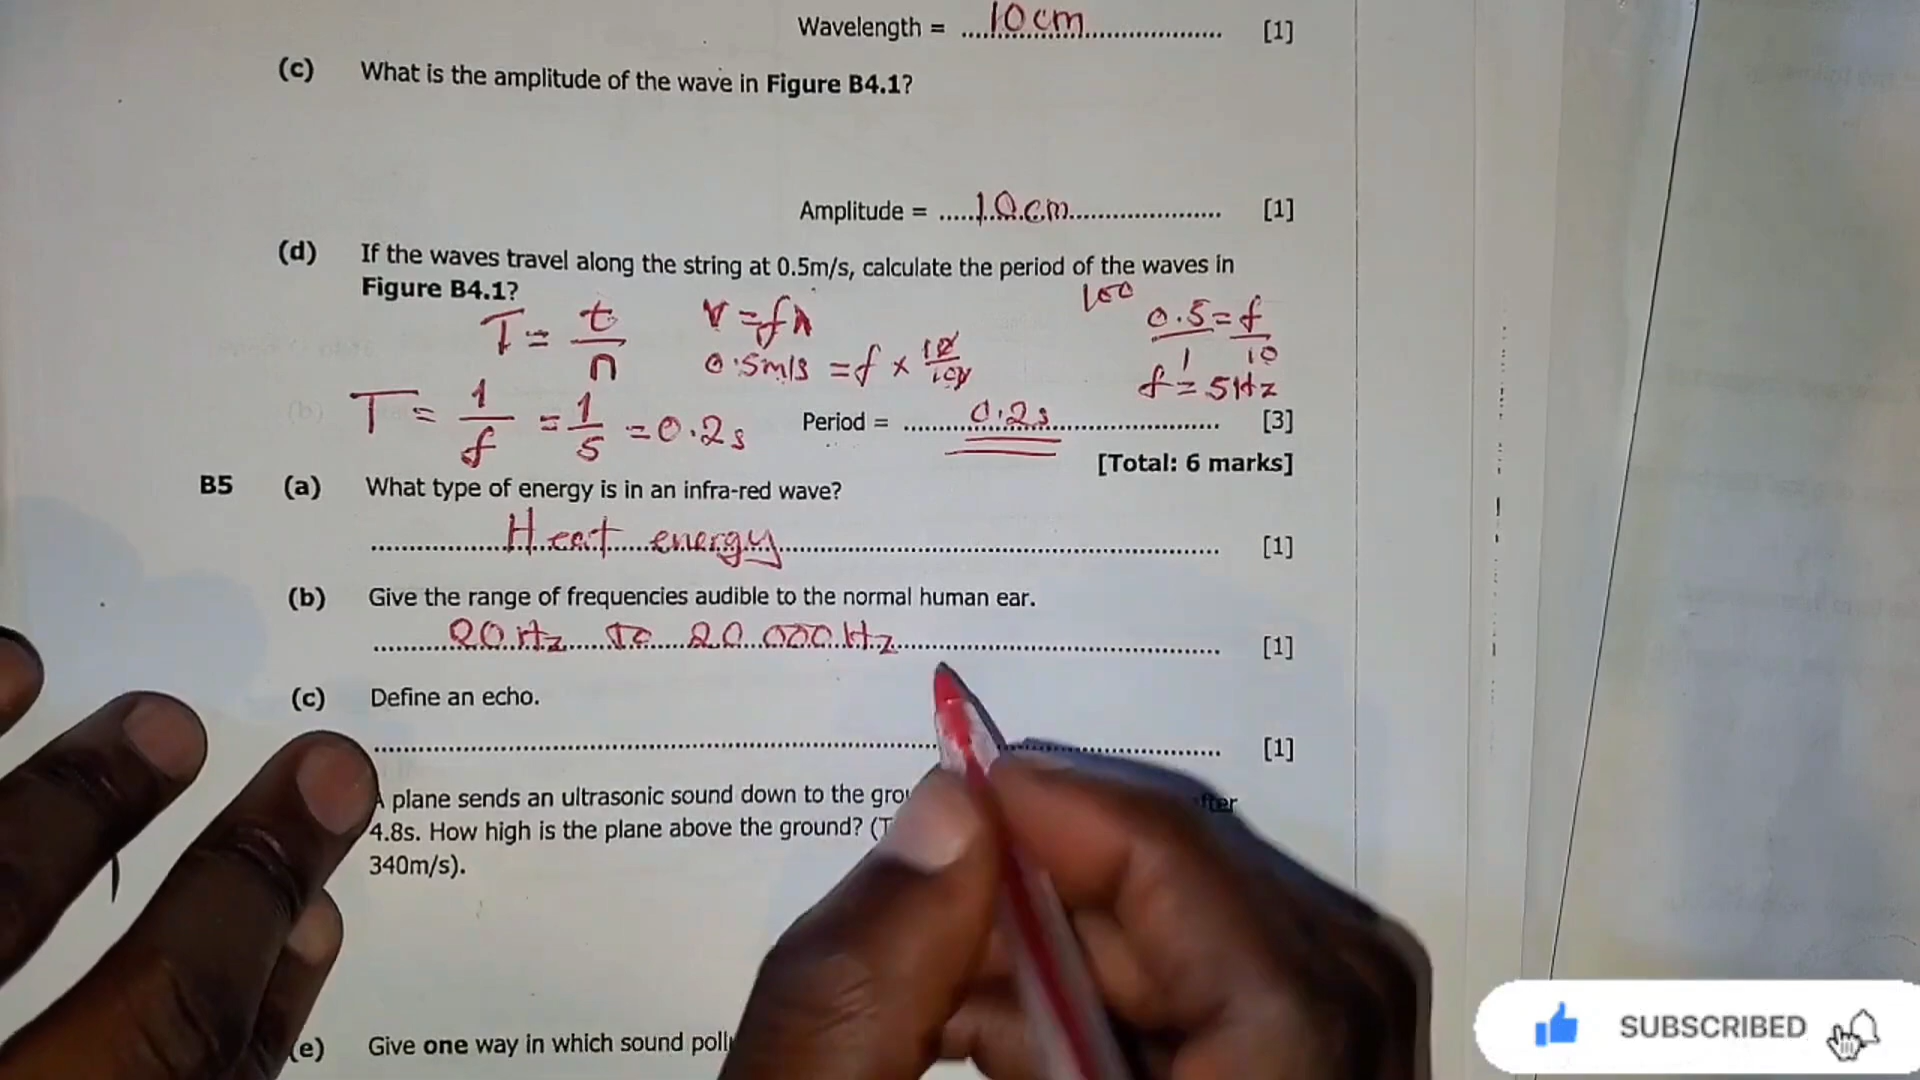 Wavelength = ....10cm.... [1]
(c) What is the amplitude of the wave in Figure B4.1?
Amplitude = ....10cm.... [1]
(d) If the waves travel along the string at 0.5m/s, calculate the period of the waves in
Figure B4.1?
T = t/n v = fλ 100 0.5/1 = f/10
0.5m/s = f × 10/100 f = 5Hz
T = 1/f = 1/5 = 0.2s Period = ....0.2s.... [3]
[Total: 6 marks]
B5 (a) What type of energy is in an infra-red wave?
Heat energy [1]
(b) Give the range of frequencies audible to the normal human ear.
20Hz to 20 000Hz [1]
(c) Define an echo.
[1]
A plane sends an ultrasonic sound down to the
4.8s. How high is the plane above the ground? (
340m/s).
(e) Give one way in which sound
SUBSCRIBED